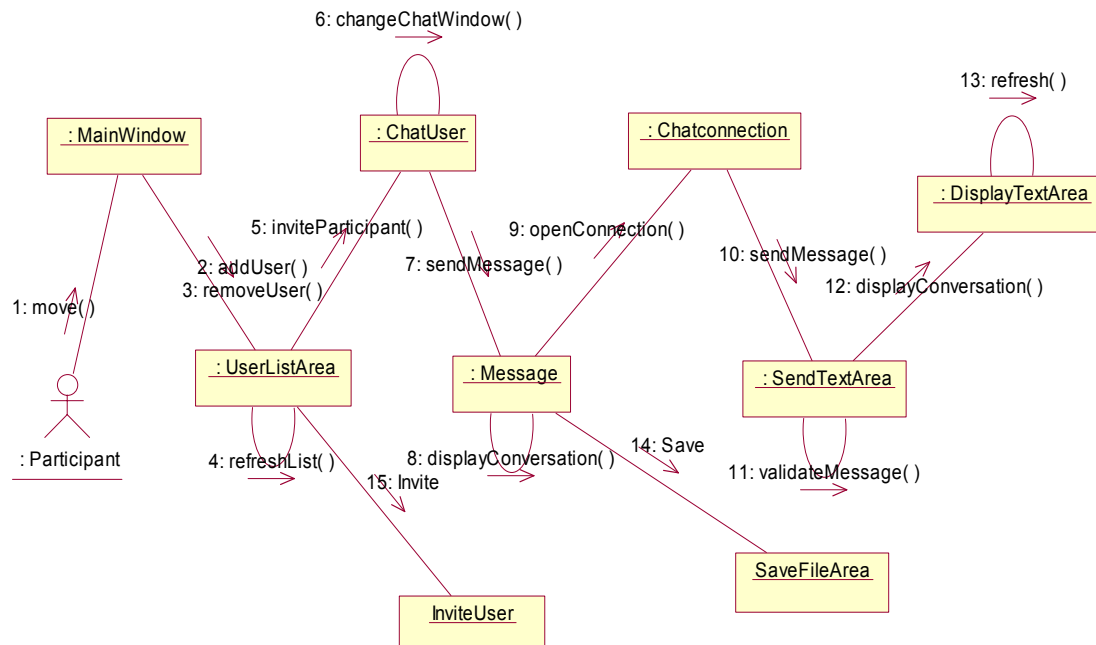 6: changeChatWindow( )
13: refresh( )
: MainWindow
: ChatUser
: Chatconnection
: DisplayTextArea
5: inviteParticipant( )
9: openConnection( )
2: addUser( )
7: sendMessage( )
10: sendMessage( )
3: removeUser( )
12: displayConversation( )
1: move( )
: UserListArea
: Message
: SendTextArea
: Participant
4: refreshList( )
8: displayConversation( )
14: Save
11: validateMessage( )
15: Invite
SaveFileArea
InviteUser